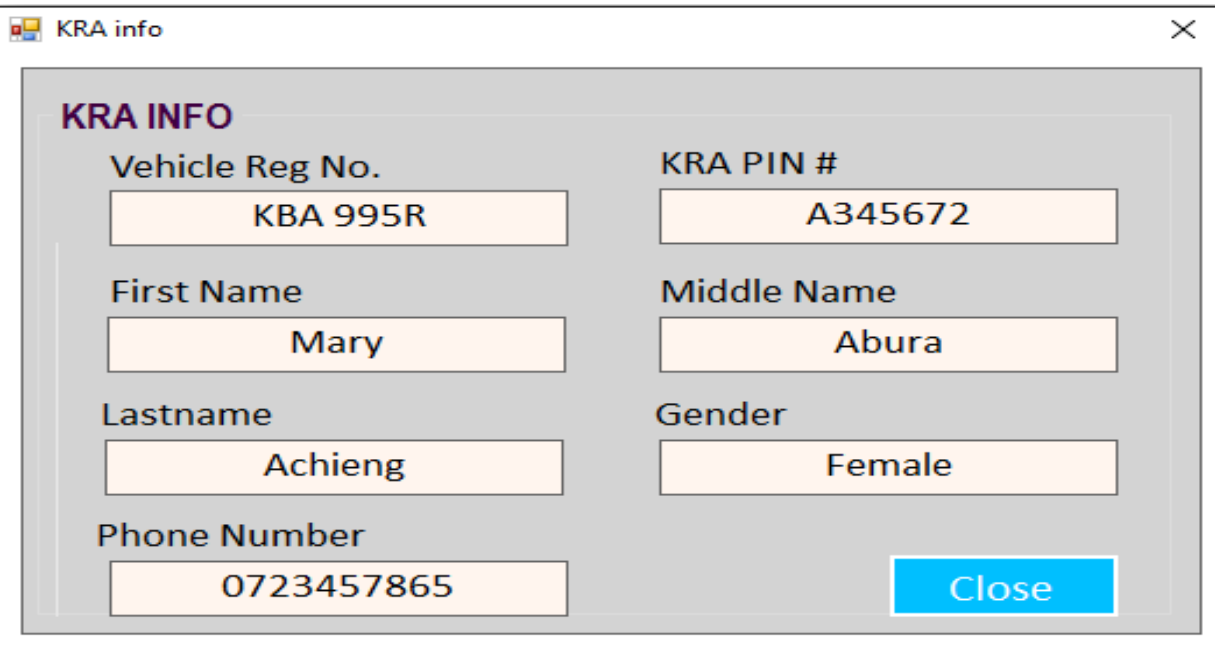 KRA info
KRA INFO
Vehicle Reg No. KRA PIN #
KBA 995R A345672
First Name Middle Name
Mary Abura
Lastname Gender
Achieng Female
Phone Number
0723457865 Close